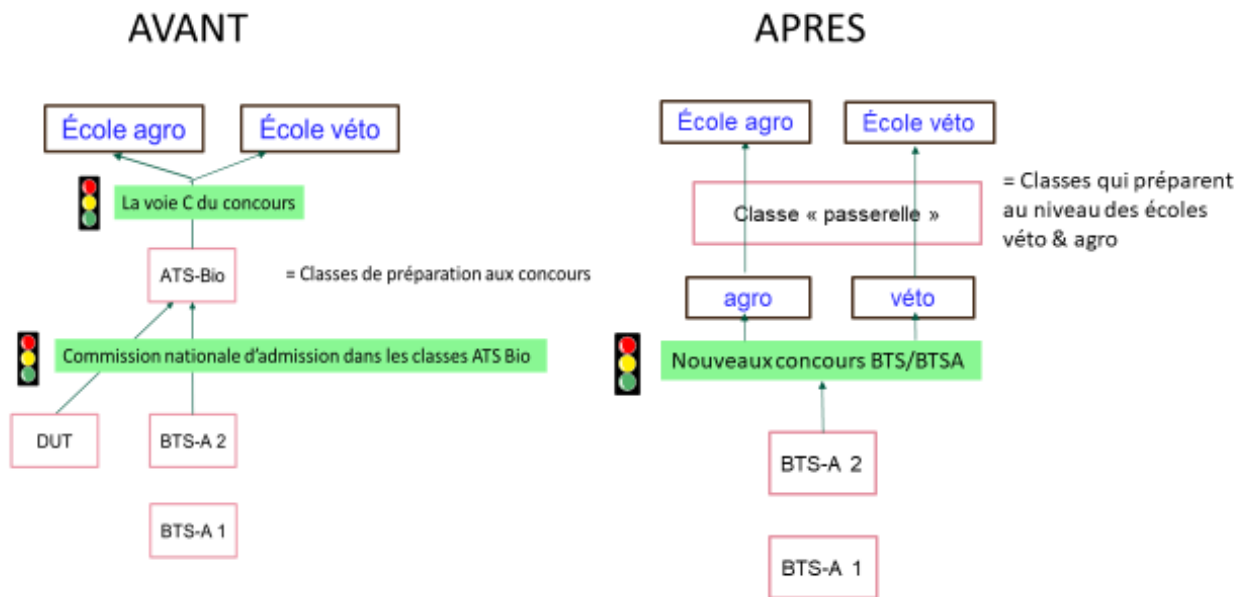 AVANT
École agro
École véto
La voie C du concours
ATS-Bio
= Classes de préparation aux concours
Commission nationale d'admission dans les classes ATS Bio
DUT
BTS-A 2
BTS-A 1
APRES
École agro
École véto
Classe « passerelle »
= Classes qui préparent
au niveau des écoles
véto & agro
agro
véto
Nouveaux concours BTS/BTSA
BTS-A 2
BTS-A 1